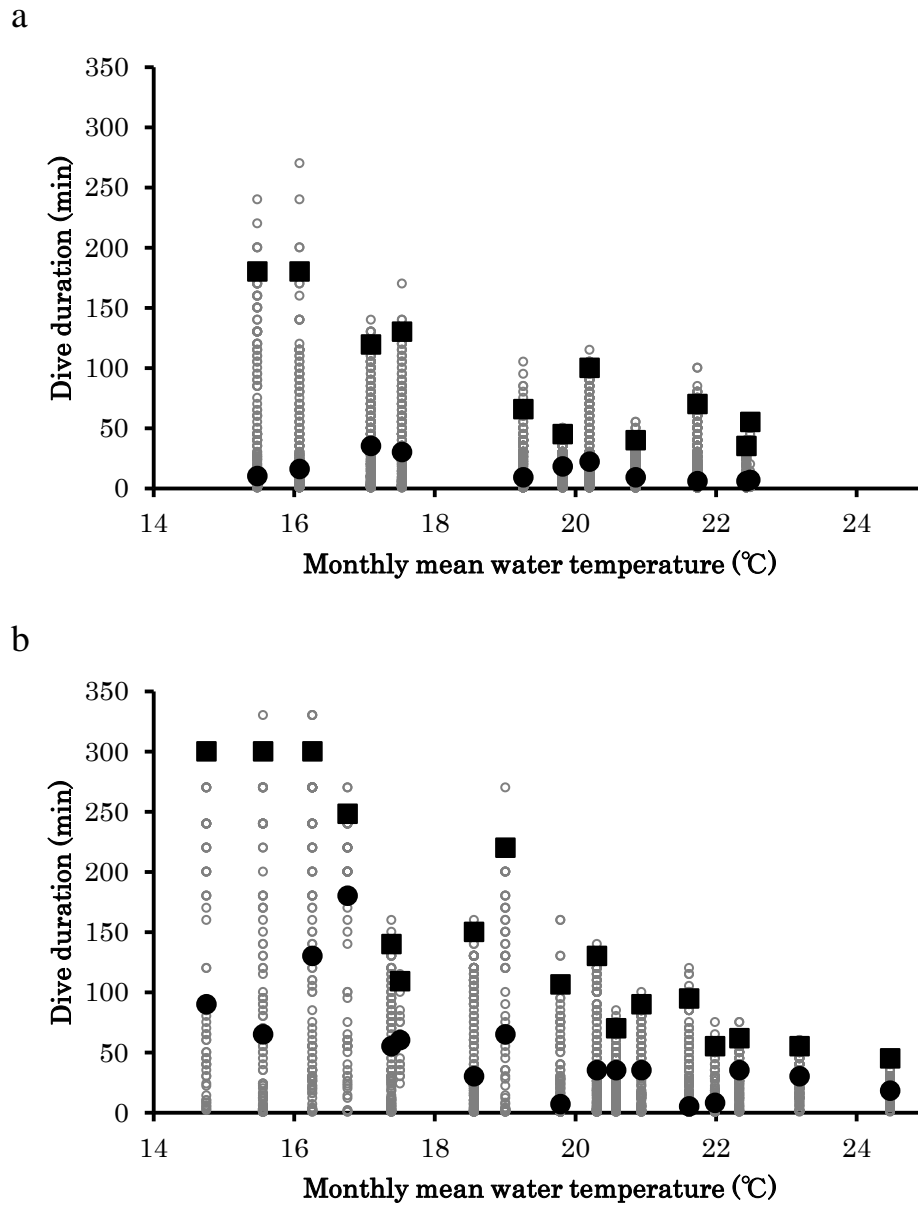 a
350
300
250
200
150
100
50
0
Dive duration (min)
14 16 18 20 22 24
Monthly mean water temperature (℃)
b
350
300
250
200
150
100
50
0
Dive duration (min)
14 16 18 20 22 24
Monthly mean water temperature (℃)